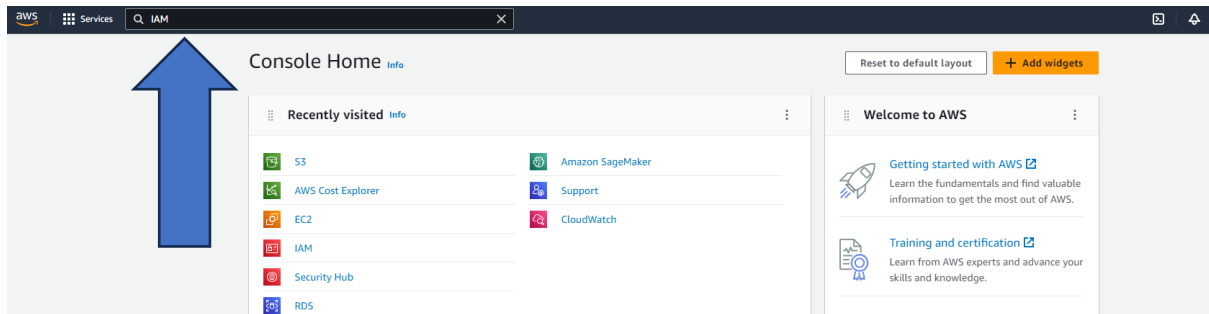 aws
Services
IAM
Console Home Info
Reset to default layout
+ Add widgets
Recently visited Info
S3
AWS Cost Explorer
EC2
IAM
Security Hub
RDS
Amazon SageMaker
Support
CloudWatch
Welcome to AWS
Getting started with AWS
Learn the fundamentals and find valuable
information to get the most out of AWS.
Training and certification
Learn from AWS experts and advance your
skills and knowledge.